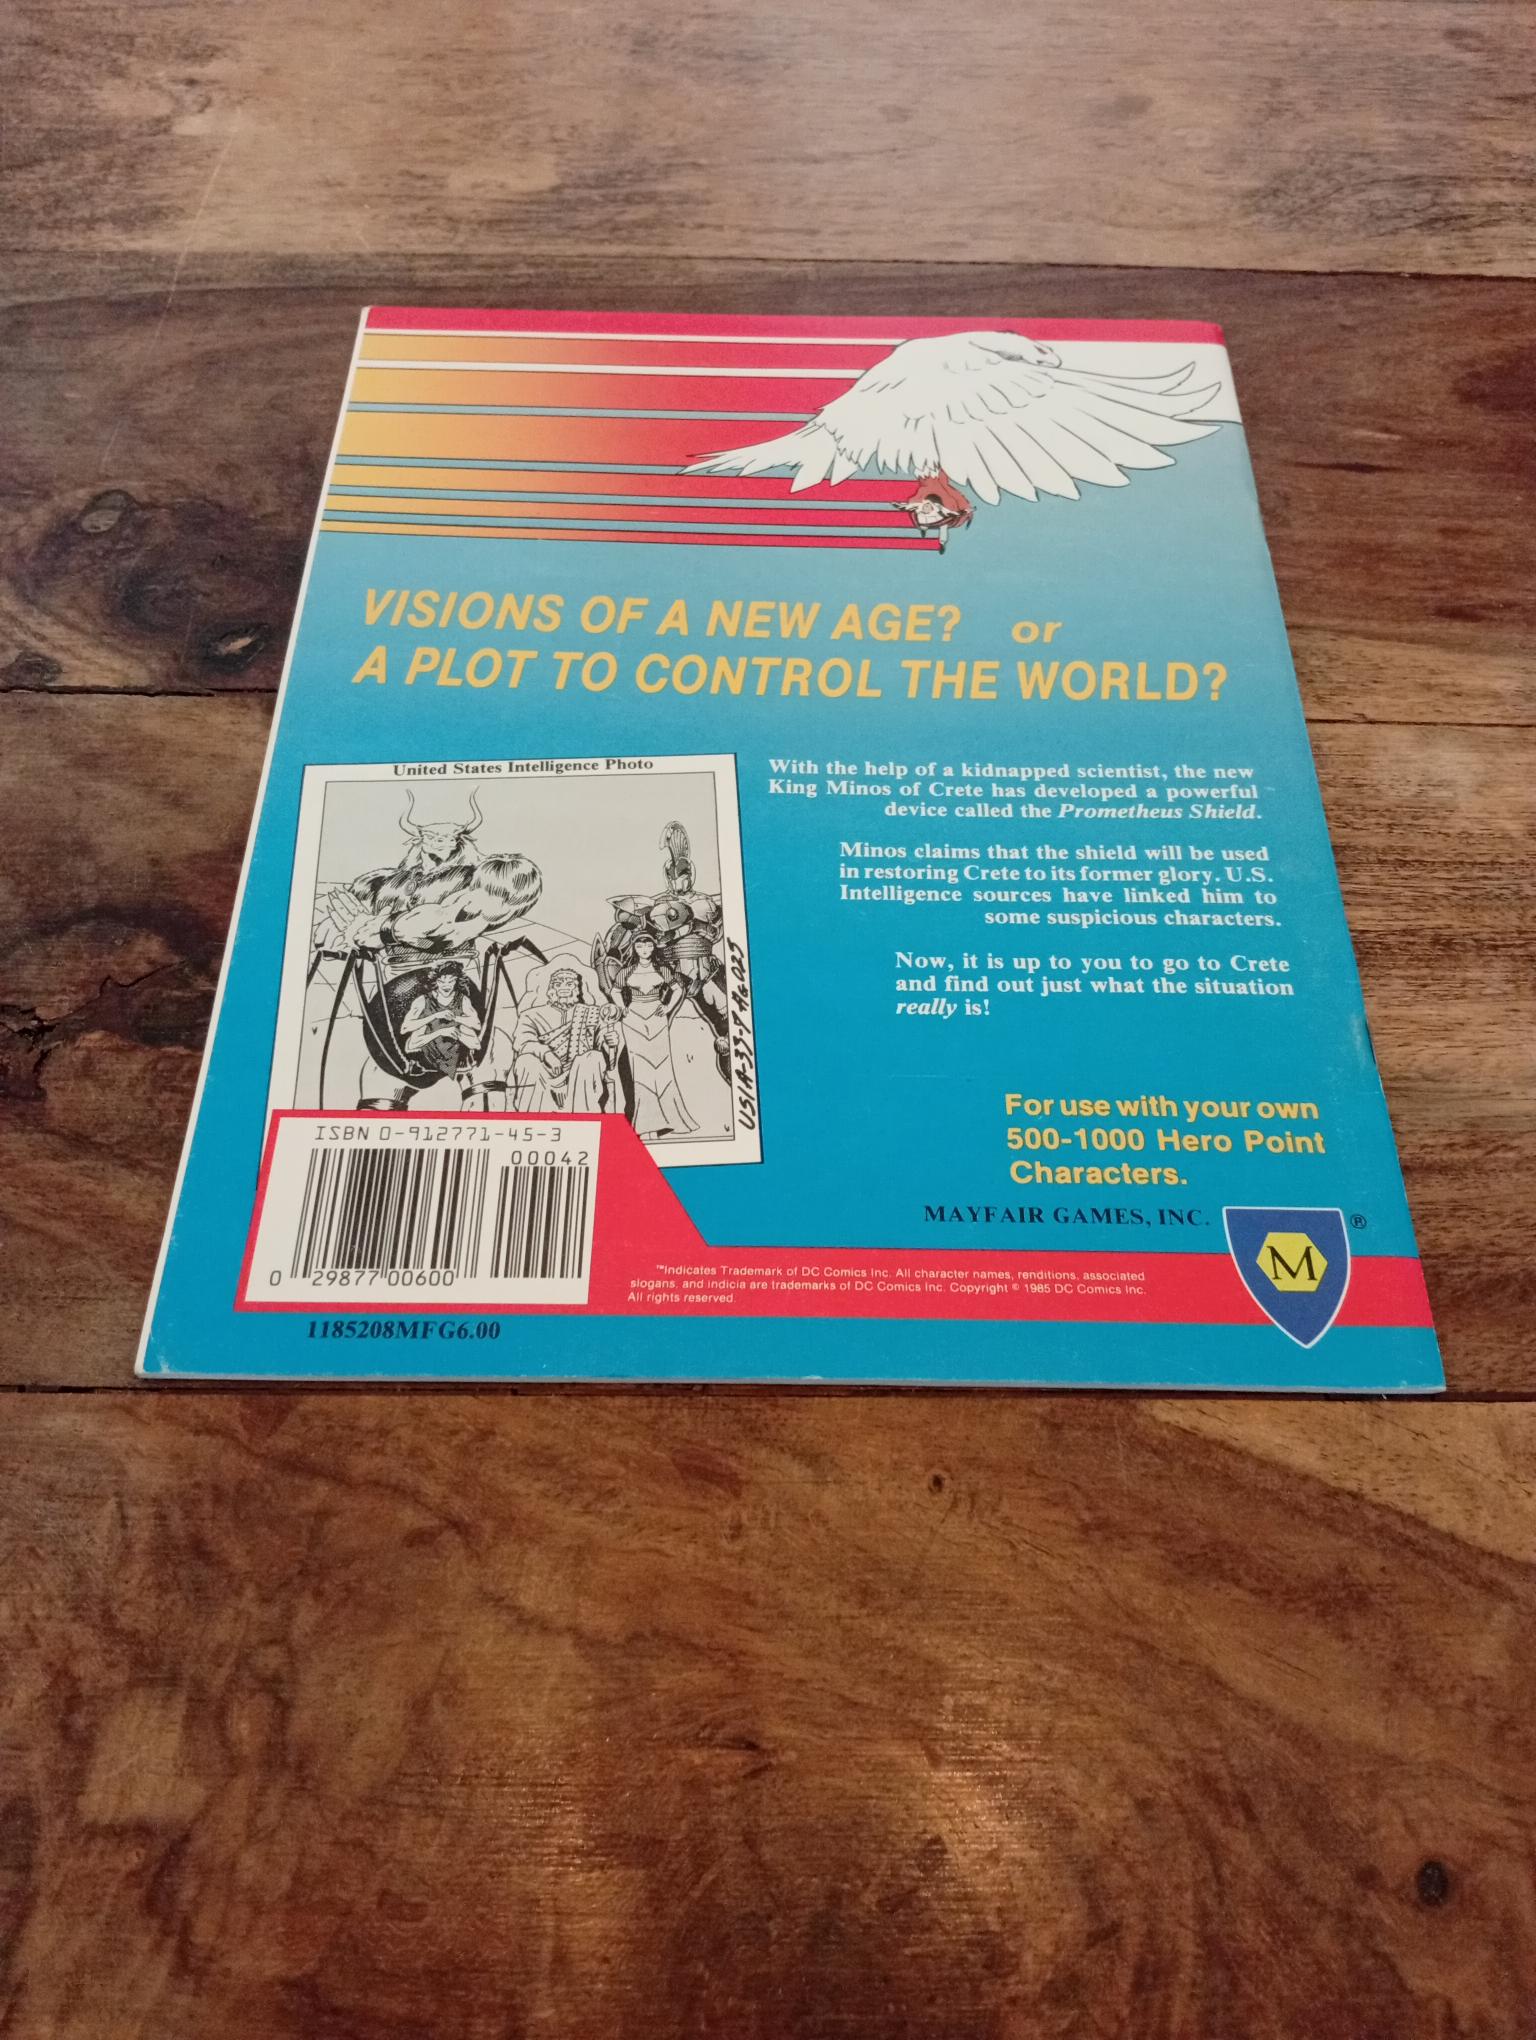 VISIONS OF A NEW AGE? or
A PLOT TO CONTROL THE WORLD?
United States Intelligence Photo
USIA-33-9 AG 025
With the help of a kidnapped scientist, the new
King Minos of Crete has developed a powerful
device called the Prometheus Shield.
Minos claims that the shield will be used
in restoring Crete to its former glory. U.S.
Intelligence sources have linked him to
some suspicious characters.
Now, it is up to you to go to Crete
and find out just what the situation
really is!
For use with your own
500-1000 Hero Point
Characters.
MAYFAIR GAMES, INC.
M
®
ISBN 0-912771-45-3
00042
0 29877 00600
™Indicates Trademark of DC Comics Inc. All character names, renditions, associated
slogans, and indicia are trademarks of DC Comics Inc. Copyright © 1985 DC Comics Inc.
All rights reserved.
1185208MFG6.00